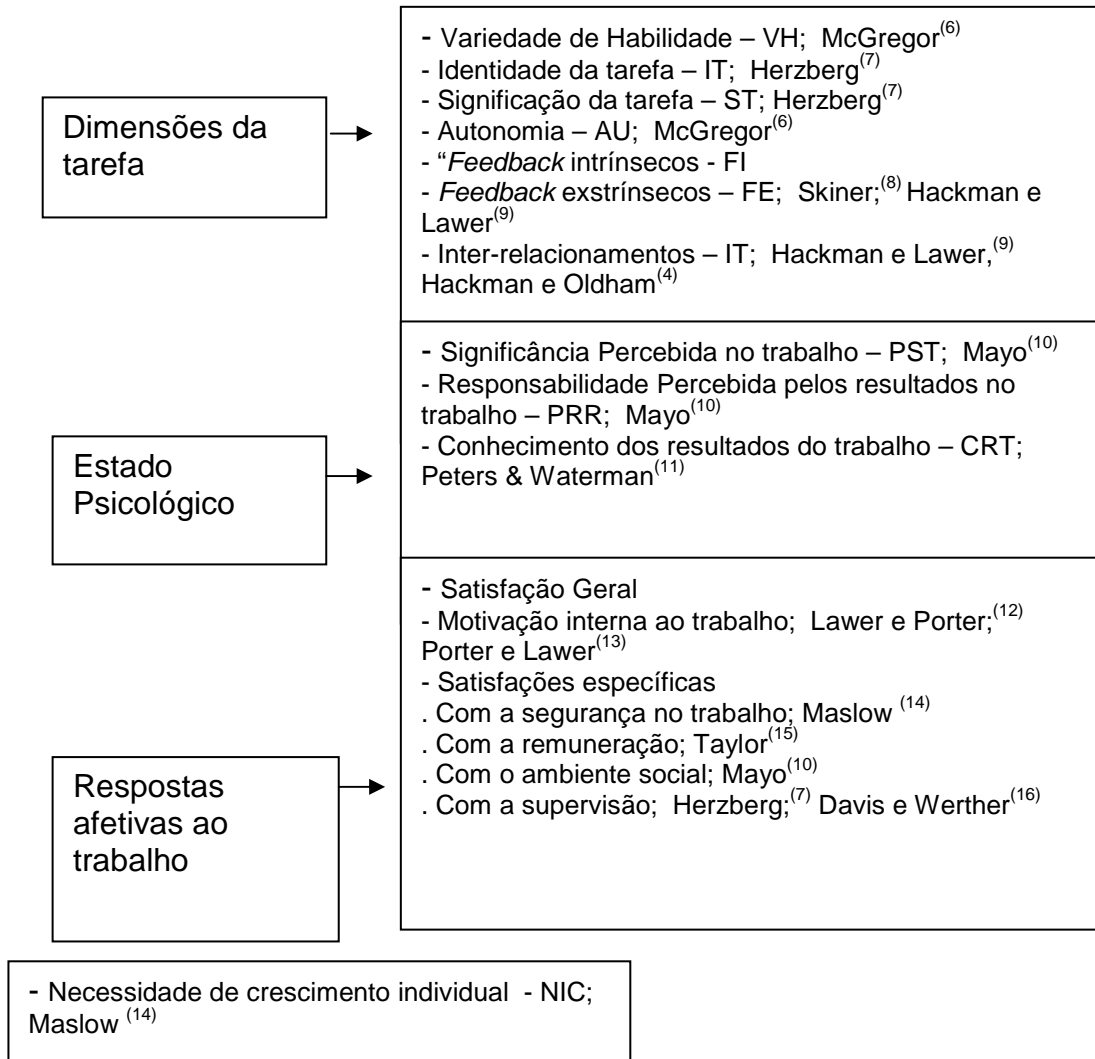 Dimensões da
tarefa
- Variedade de Habilidade – VH; McGregor(6)
- Identidade da tarefa – IT; Herzberg(7)
- Significação da tarefa – ST; Herzberg(7)
- Autonomia – AU; McGregor(6)
- “Feedback intrínsecos - FI
- Feedback exstrínsecos – FE; Skiner;(8) Hackman e
Lawer(9)
- Inter-relacionamentos – IT; Hackman e Lawer,(9)
Hackman e Oldham(4)
Estado
Psicológico
- Significância Percebida no trabalho – PST; Mayo(10)
- Responsabilidade Percebida pelos resultados no
trabalho – PRR; Mayo(10)
- Conhecimento dos resultados do trabalho – CRT;
Peters & Waterman(11)
Respostas
afetivas ao
trabalho
- Satisfação Geral
- Motivação interna ao trabalho; Lawer e Porter;(12)
Porter e Lawer(13)
- Satisfações específicas
. Com a segurança no trabalho; Maslow (14)
. Com a remuneração; Taylor(15)
. Com o ambiente social; Mayo(10)
. Com a supervisão; Herzberg;(7) Davis e Werther(16)
- Necessidade de crescimento individual - NIC;
Maslow (14)